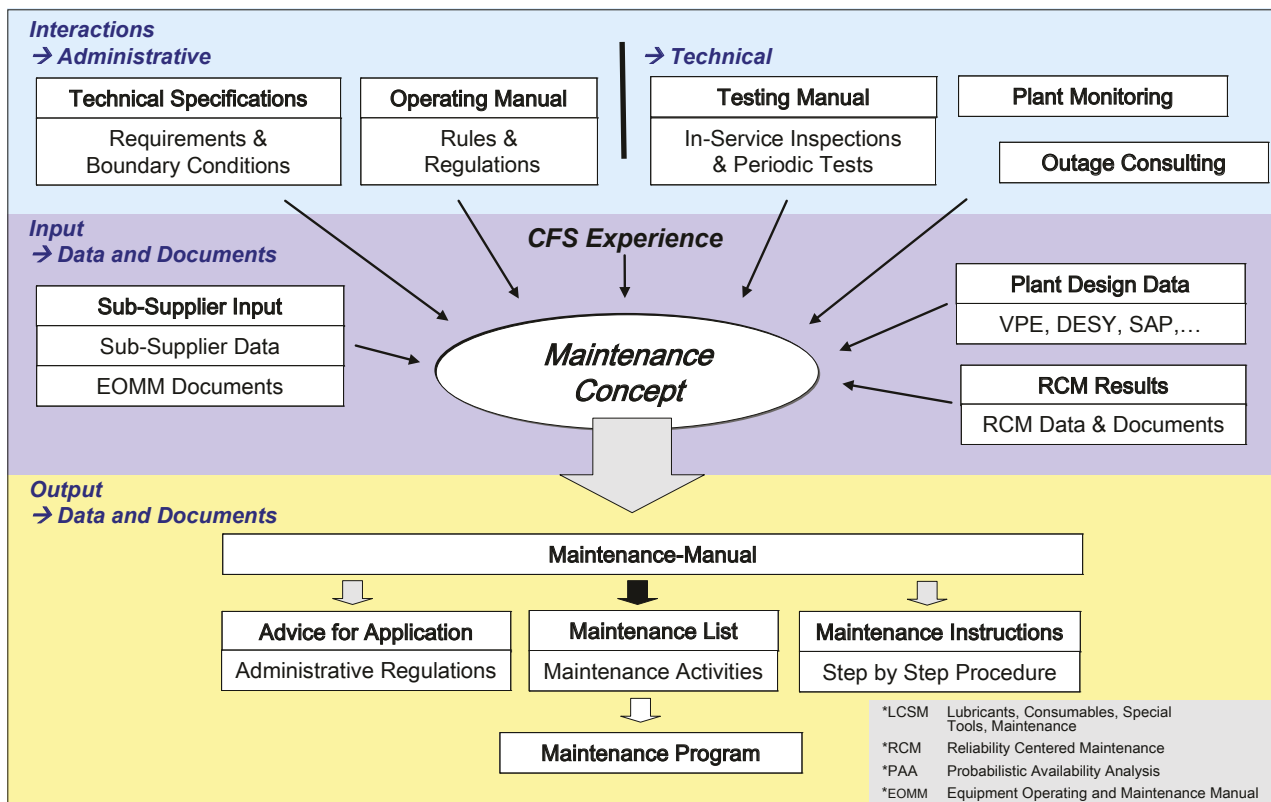 Interactions
→ Administrative
→ Technical
Technical Specifications
Requirements &
Boundary Conditions
Operating Manual
Rules &
Regulations
Testing Manual
In-Service Inspections
& Periodic Tests
Plant Monitoring
Outage Consulting
Input
→ Data and Documents
CFS Experience
Sub-Supplier Input
Sub-Supplier Data
EOMM Documents
Maintenance
Concept
Plant Design Data
VPE, DESY, SAP,…
RCM Results
RCM Data & Documents
Output
→ Data and Documents
Maintenance-Manual
Advice for Application
Administrative Regulations
Maintenance List
Maintenance Activities
Maintenance Instructions
Step by Step Procedure
Maintenance Program
*LCSM Lubricants, Consumables, Special
Tools, Maintenance
*RCM Reliability Centered Maintenance
*PAA Probabilistic Availability Analysis
*EOMM Equipment Operating and Maintenance Manual